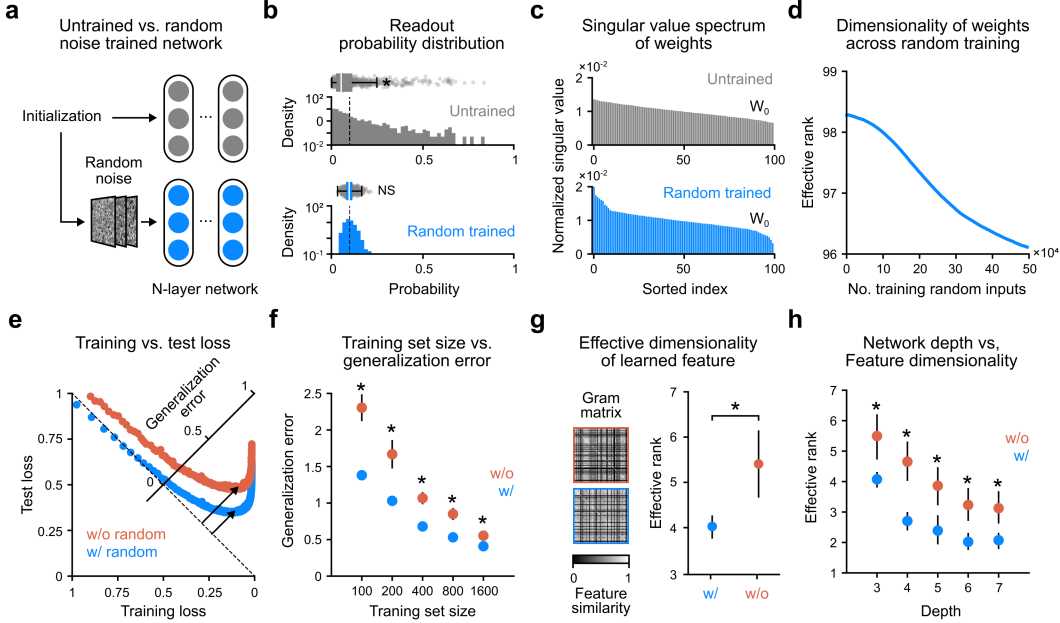 a
Untrained vs. random
noise trained network
Initialization
...
Random
noise
...
N-layer network
b
Readout
probability distribution
*
10²
Density
Untrained
10⁻²
0
0.5
1
NS
10²
Density
Random trained
10⁻¹
0
0.5
1
Probability
c
Singular value spectrum
of weights
×10⁻²
Normalized singular value
2
1
0
Untrained
W₀
0
50
100
×10⁻²
2
1
0
Random trained
W₀
0
50
100
Sorted index
d
Dimensionality of weights
across random training
Effective rank
99
98
97
96
0
10
20
30
40
50
×10⁴
No. training random inputs
e
Training vs. test loss
Generalization
error
1
0.5
0
Test loss
1
0.75
0.5
0.25
0
w/o random
w/ random
1
0.75
0.5
0.25
0
Training loss
f
Training set size vs.
generalization error
Generalization error
2.5
2
1.5
1
0.5
0
*
*
*
*
*
w/o
w/
100
200
400
800
1600
Traning set size
g
Effective dimensionality
of learned feature
Gram
matrix
0
1
Feature
similarity
Effective rank
7
6
5
4
3
*
w/
w/o
h
Network depth vs,
Feature dimensionality
Effective rank
7
6
5
4
3
2
1
*
*
*
*
*
w/o
w/
3
4
5
6
7
Depth